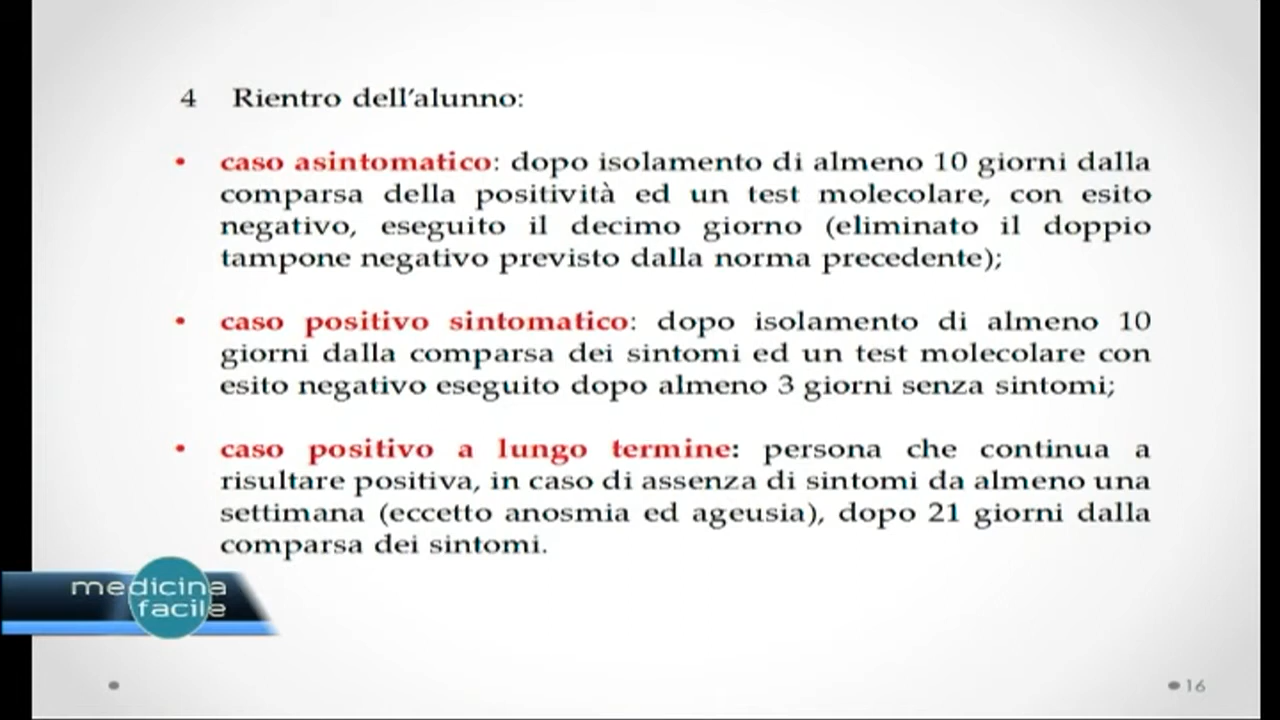 4 Rientro dell'alunno:
• caso asintomatico: dopo isolamento di almeno 10 giorni dalla
comparsa della positività ed un test molecolare, con esito
negativo, eseguito il decimo giorno (eliminato il doppio
tampone negativo previsto dalla norma precedente);
• caso positivo sintomatico: dopo isolamento di almeno 10
giorni dalla comparsa dei sintomi ed un test molecolare con
esito negativo eseguito dopo almeno 3 giorni senza sintomi;
• caso positivo a lungo termine: persona che continua a
risultare positiva, in caso di assenza di sintomi da almeno una
settimana (eccetto anosmia ed ageusia), dopo 21 giorni dalla
comparsa dei sintomi.
medicina
facile
16